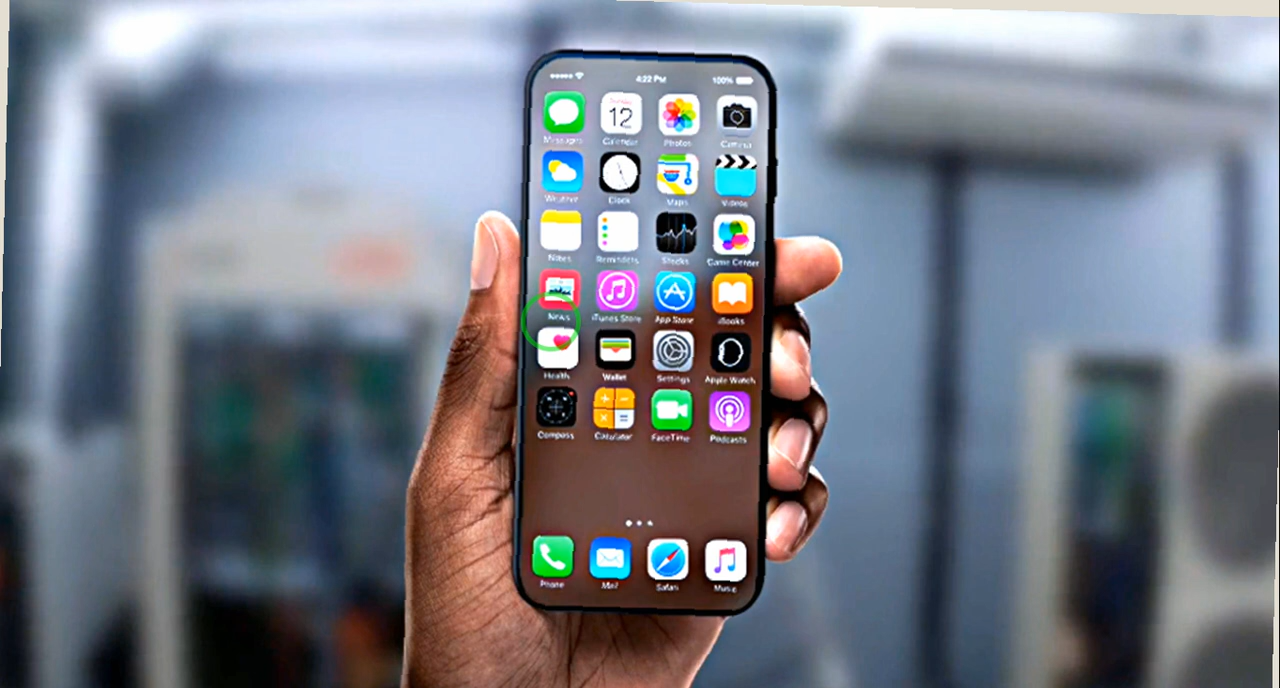 4:22 PM 100%
12
Messages Calendar Photos Camera
Weather Clock Maps Videos
Notes Reminders Stocks Game Center
News iTunes Store App Store iBooks
Health Wallet Settings Apple Watch
Compass Calculator FaceTime Podcasts
Phone Mail Safari Music